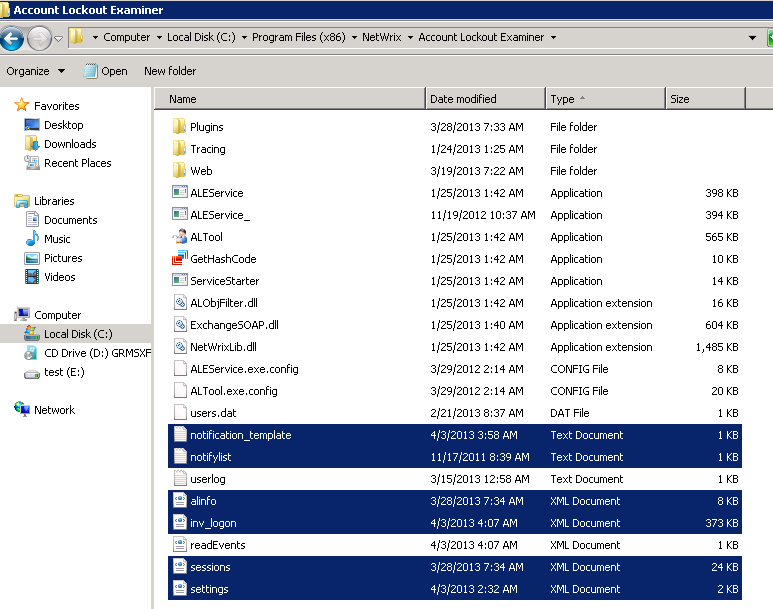 Account Lockout Examiner
Computer Local Disk (C:) Program Files (x86) NetWrix Account Lockout Examiner
Organize Open New folder
Name Date modified Type Size
Favorites
Desktop
Downloads
Recent Places
Libraries
Documents
Music
Pictures
Videos
Computer
Local Disk (C:)
CD Drive (D:) GRMSXF
test (E:)
Network
Plugins 3/28/2013 7:33 AM File folder
Tracing 1/24/2013 1:25 AM File folder
Web 3/19/2013 7:22 AM File folder
ALEService 1/25/2013 1:42 AM Application 398 KB
ALEService_ 11/19/2012 10:37 AM Application 394 KB
ALTool 1/25/2013 1:42 AM Application 565 KB
GetHashCode 1/25/2013 1:42 AM Application 10 KB
ServiceStarter 1/25/2013 1:42 AM Application 14 KB
ALObjFilter.dll 1/25/2013 1:42 AM Application extension 16 KB
ExchangeSOAP.dll 1/25/2013 1:40 AM Application extension 604 KB
NetWrixLib.dll 1/25/2013 1:42 AM Application extension 1,485 KB
ALEService.exe.config 3/29/2012 2:14 AM CONFIG File 8 KB
ALTool.exe.config 3/29/2012 2:14 AM CONFIG File 20 KB
users.dat 2/21/2013 8:37 AM DAT File 1 KB
notification_template 4/3/2013 3:58 AM Text Document 1 KB
notifylist 11/17/2011 8:39 AM Text Document 1 KB
userlog 3/15/2013 12:58 AM Text Document 1 KB
alinfo 3/28/2013 7:34 AM XML Document 8 KB
inv_logon 4/3/2013 4:07 AM XML Document 373 KB
readEvents 4/3/2013 4:07 AM XML Document 1 KB
sessions 3/28/2013 7:34 AM XML Document 24 KB
settings 4/3/2013 2:32 AM XML Document 2 KB